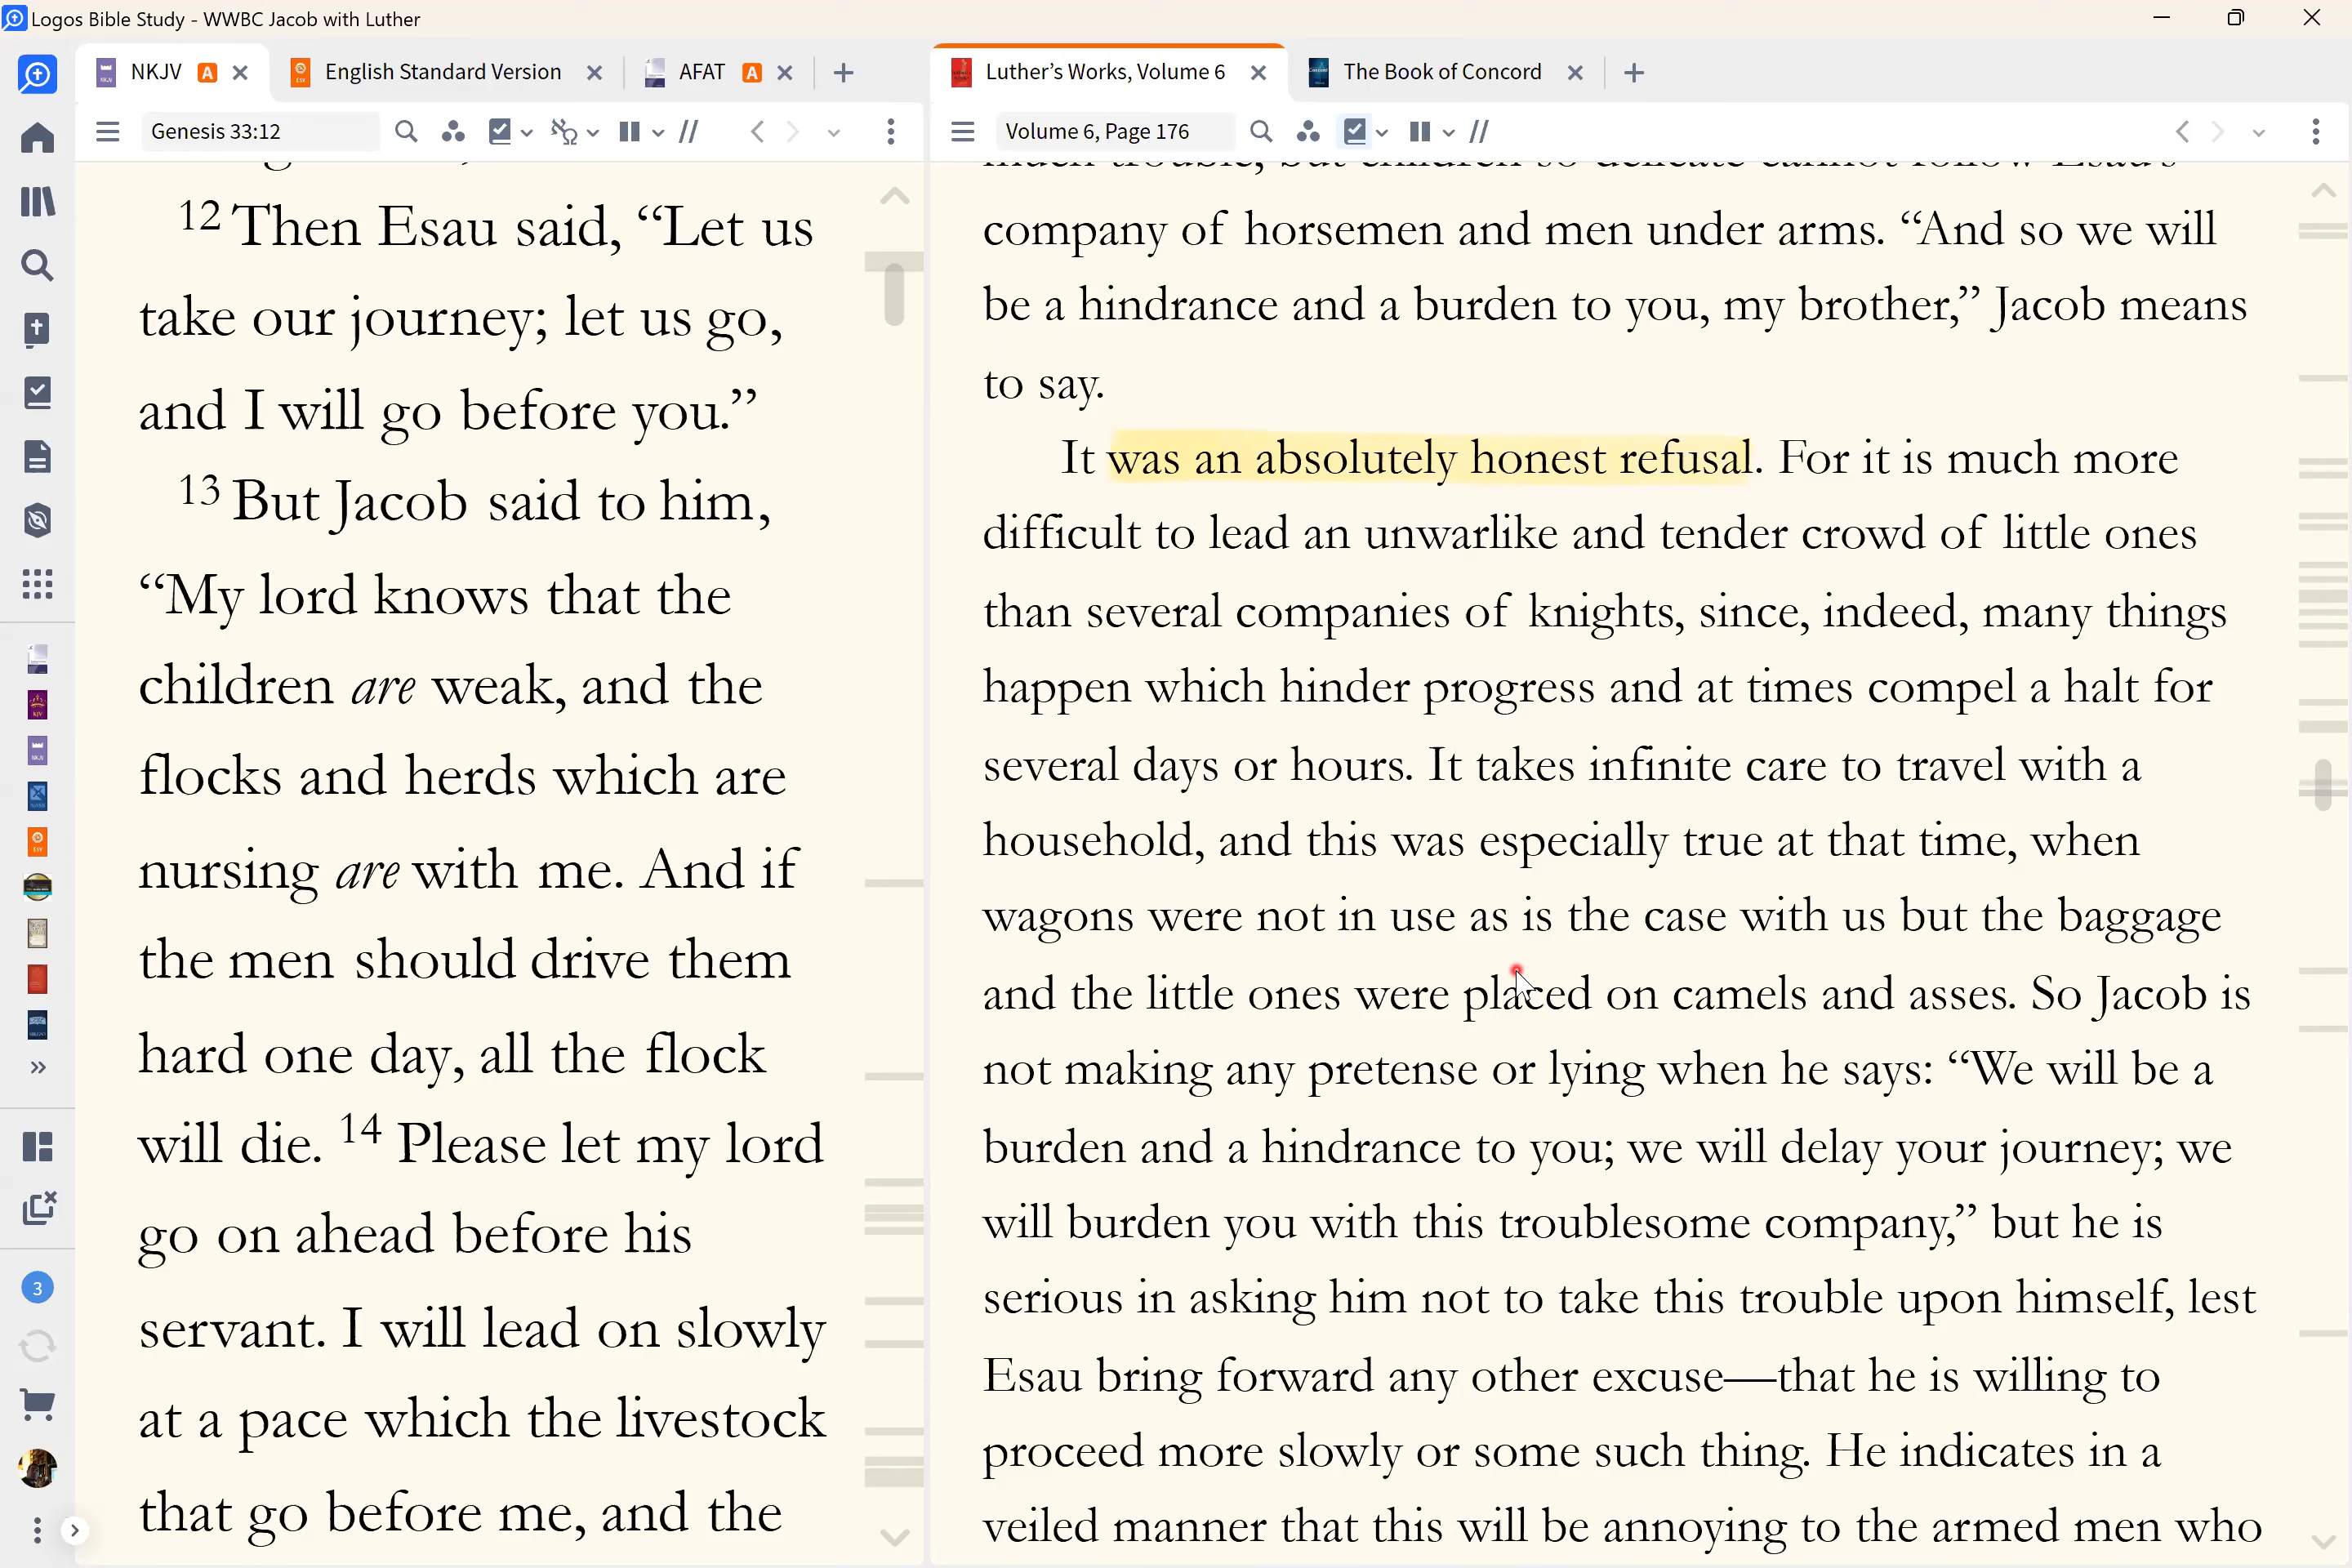 Logos Bible Study - WWBC Jacob with Luther
NKJV A
English Standard Version
AFAT A
Luther's Works, Volume 6
The Book of Concord
Genesis 33:12
Volume 6, Page 176
12 Then Esau said, “Let us
take our journey; let us go,
and I will go before you.”
13 But Jacob said to him,
“My lord knows that the
children are weak, and the
flocks and herds which are
nursing are with me. And if
the men should drive them
hard one day, all the flock
will die. 14 Please let my lord
go on ahead before his
servant. I will lead on slowly
at a pace which the livestock
that go before me, and the
much trouble, but children so delicate cannot follow Esau's
company of horsemen and men under arms. “And so we will
be a hindrance and a burden to you, my brother,” Jacob means
to say.
It was an absolutely honest refusal. For it is much more
difficult to lead an unwarlike and tender crowd of little ones
than several companies of knights, since, indeed, many things
happen which hinder progress and at times compel a halt for
several days or hours. It takes infinite care to travel with a
household, and this was especially true at that time, when
wagons were not in use as is the case with us but the baggage
and the little ones were placed on camels and asses. So Jacob is
not making any pretense or lying when he says: “We will be a
burden and a hindrance to you; we will delay your journey; we
will burden you with this troublesome company,” but he is
serious in asking him not to take this trouble upon himself, lest
Esau bring forward any other excuse—that he is willing to
proceed more slowly or some such thing. He indicates in a
veiled manner that this will be annoying to the armed men who
3